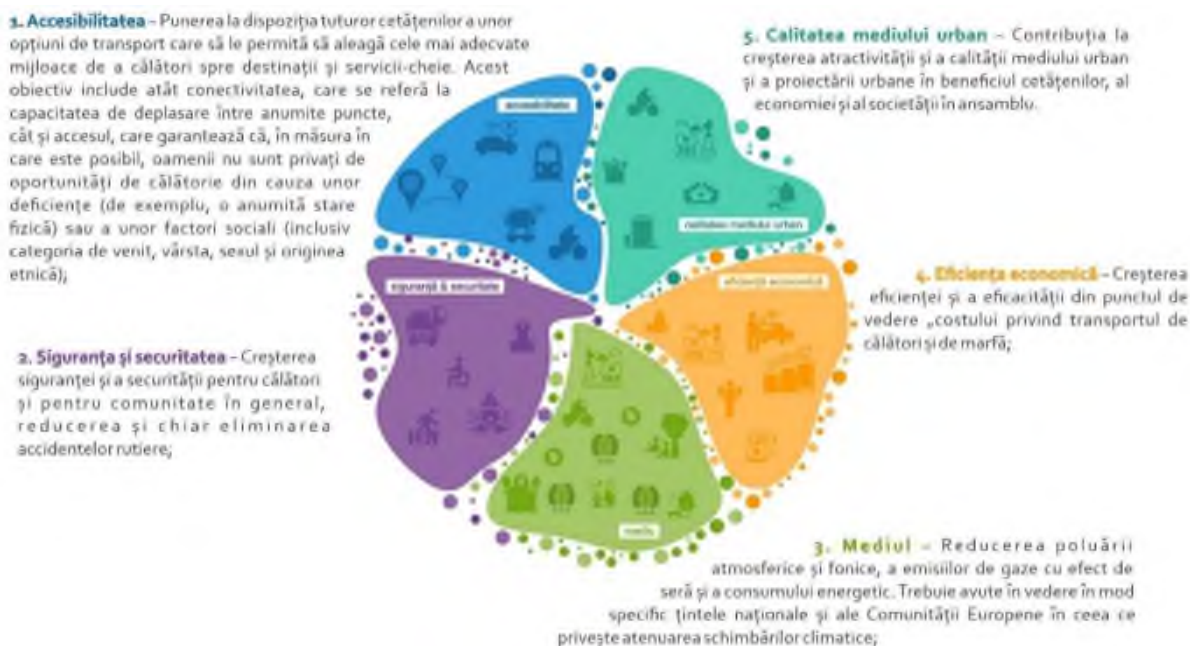 1. Accesibilitatea – Punerea la dispoziția tuturor cetățenilor a unor
opțiuni de transport care să le permită să aleagă cele mai adecvate
mijloace de a călători spre destinații și servicii-cheie. Acest
obiectiv include atât conectivitatea, care se referă la
capacitatea de deplasare între anumite puncte,
cât și accesul, care garantează că, în măsura în
care este posibil, oamenii nu sunt privați de
oportunități de călătorie din cauza unor
deficiențe (de exemplu, o anumită stare
fizică) sau a unor factori sociali (inclusiv
categoria de venit, vârsta, sexul și originea
etnică);
2. Siguranța și securitatea – Creșterea
siguranței și a securității pentru călători
și pentru comunitate în general,
reducerea și chiar eliminarea
accidentelor rutiere;
accesibilitate
calitatea mediului urban
siguranță & securitate
eficiență economică
mediu
3. Mediul – Reducerea poluării
atmosferice și fonice, a emisiilor de gaze cu efect de
seră și a consumului energetic. Trebuie avute în vedere în mod
specific țintele naționale și ale Comunității Europene în ceea ce
privește atenuarea schimbărilor climatice;
4. Eficiența economică – Creșterea
eficienței și a eficacității din punctul de
vedere „costului privind transportul de
călători și de marfă;
5. Calitatea mediului urban – Contribuția la
creșterea atractivității și a calității mediului urban
și a proiectării urbane în beneficiul cetățenilor, al
economiei și al societății în ansamblu.